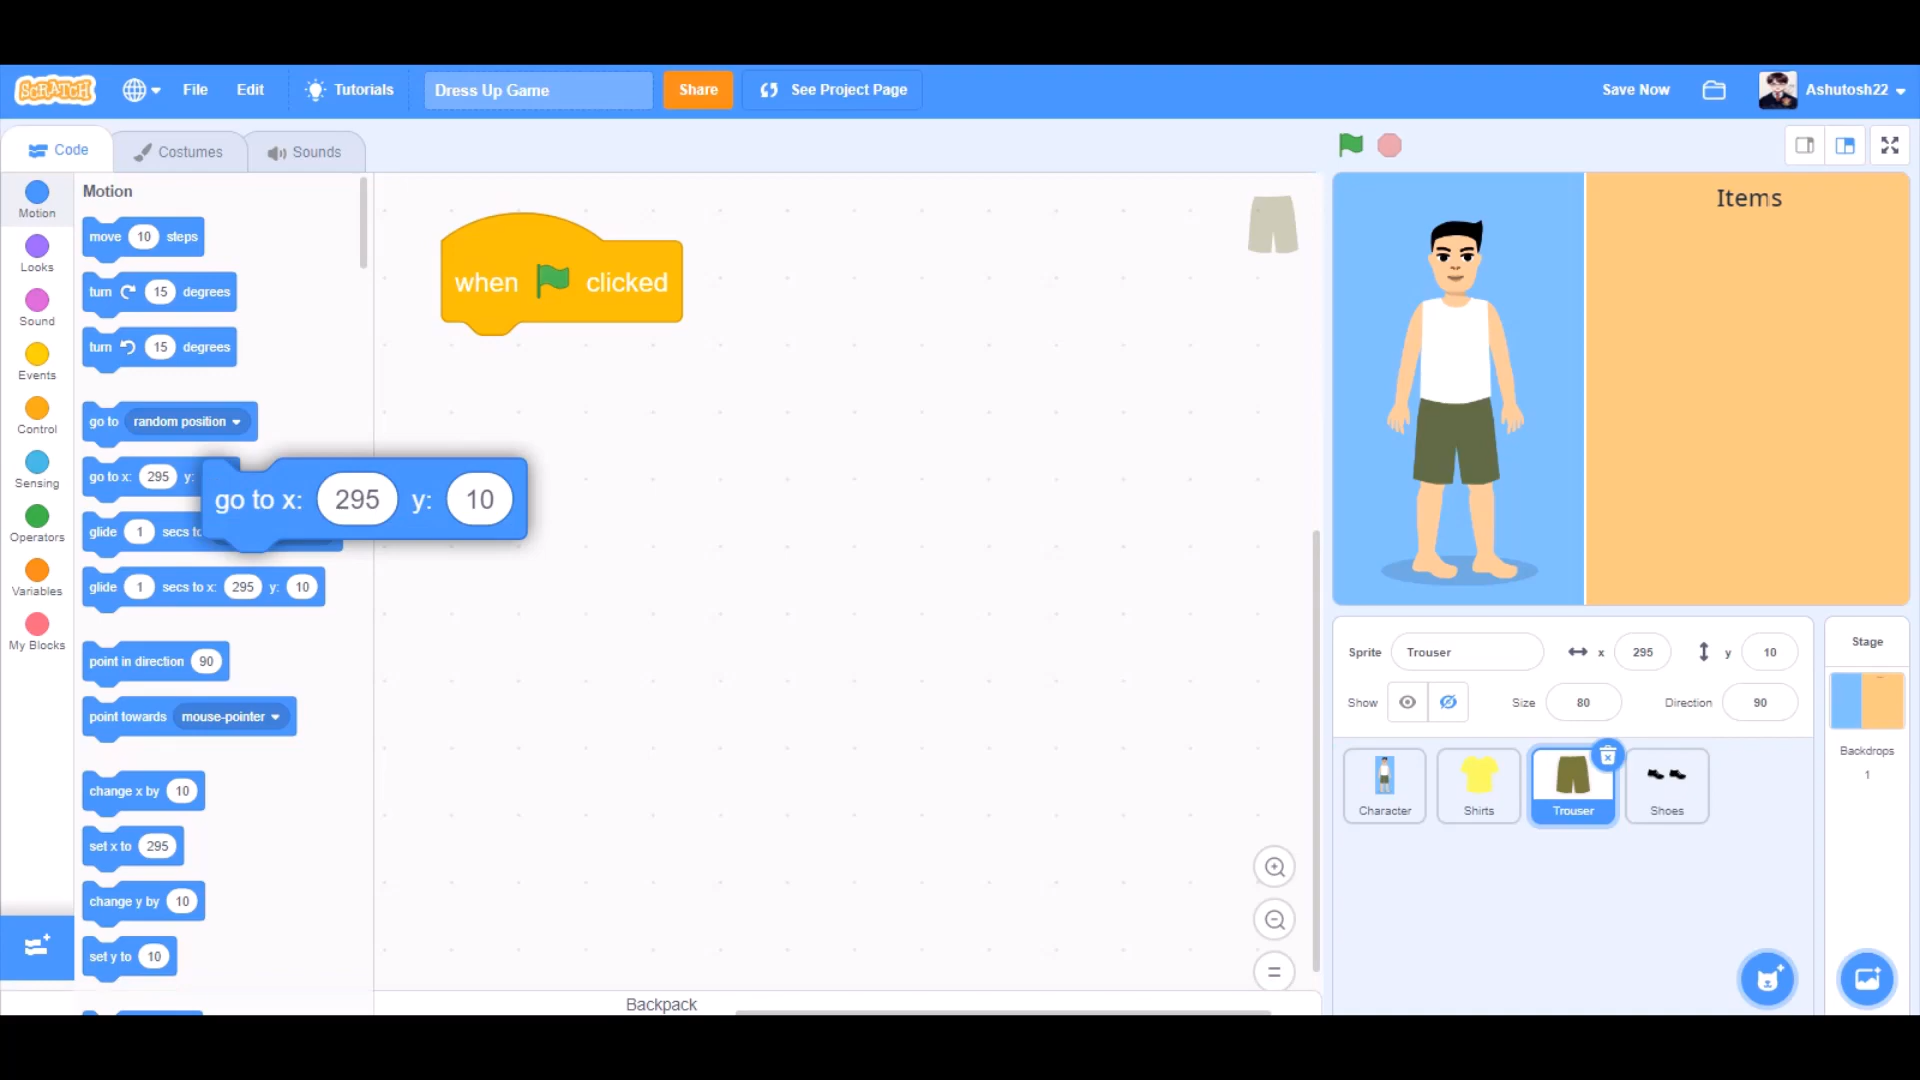 SCRATCH File Edit Tutorials Dress Up Game Share See Project Page Save Now Ashutosh22
Code Costumes Sounds
Motion
Looks
Sound
Events
Control
Sensing
Operators
Variables
My Blocks
Motion
move 10 steps
turn 15 degrees
turn 15 degrees
go to random position
go to x: 295 y:
glide 1 secs to
glide 1 secs to x: 295 y: 10
point in direction 90
point towards mouse-pointer
change x by 10
set x to 295
change y by 10
set y to 10
when clicked
go to x: 295 y: 10
Backpack
Items
Sprite Trouser x 295 y 10
Show Size 80 Direction 90
Character Shirts Trouser Shoes
Stage
Backdrops
1